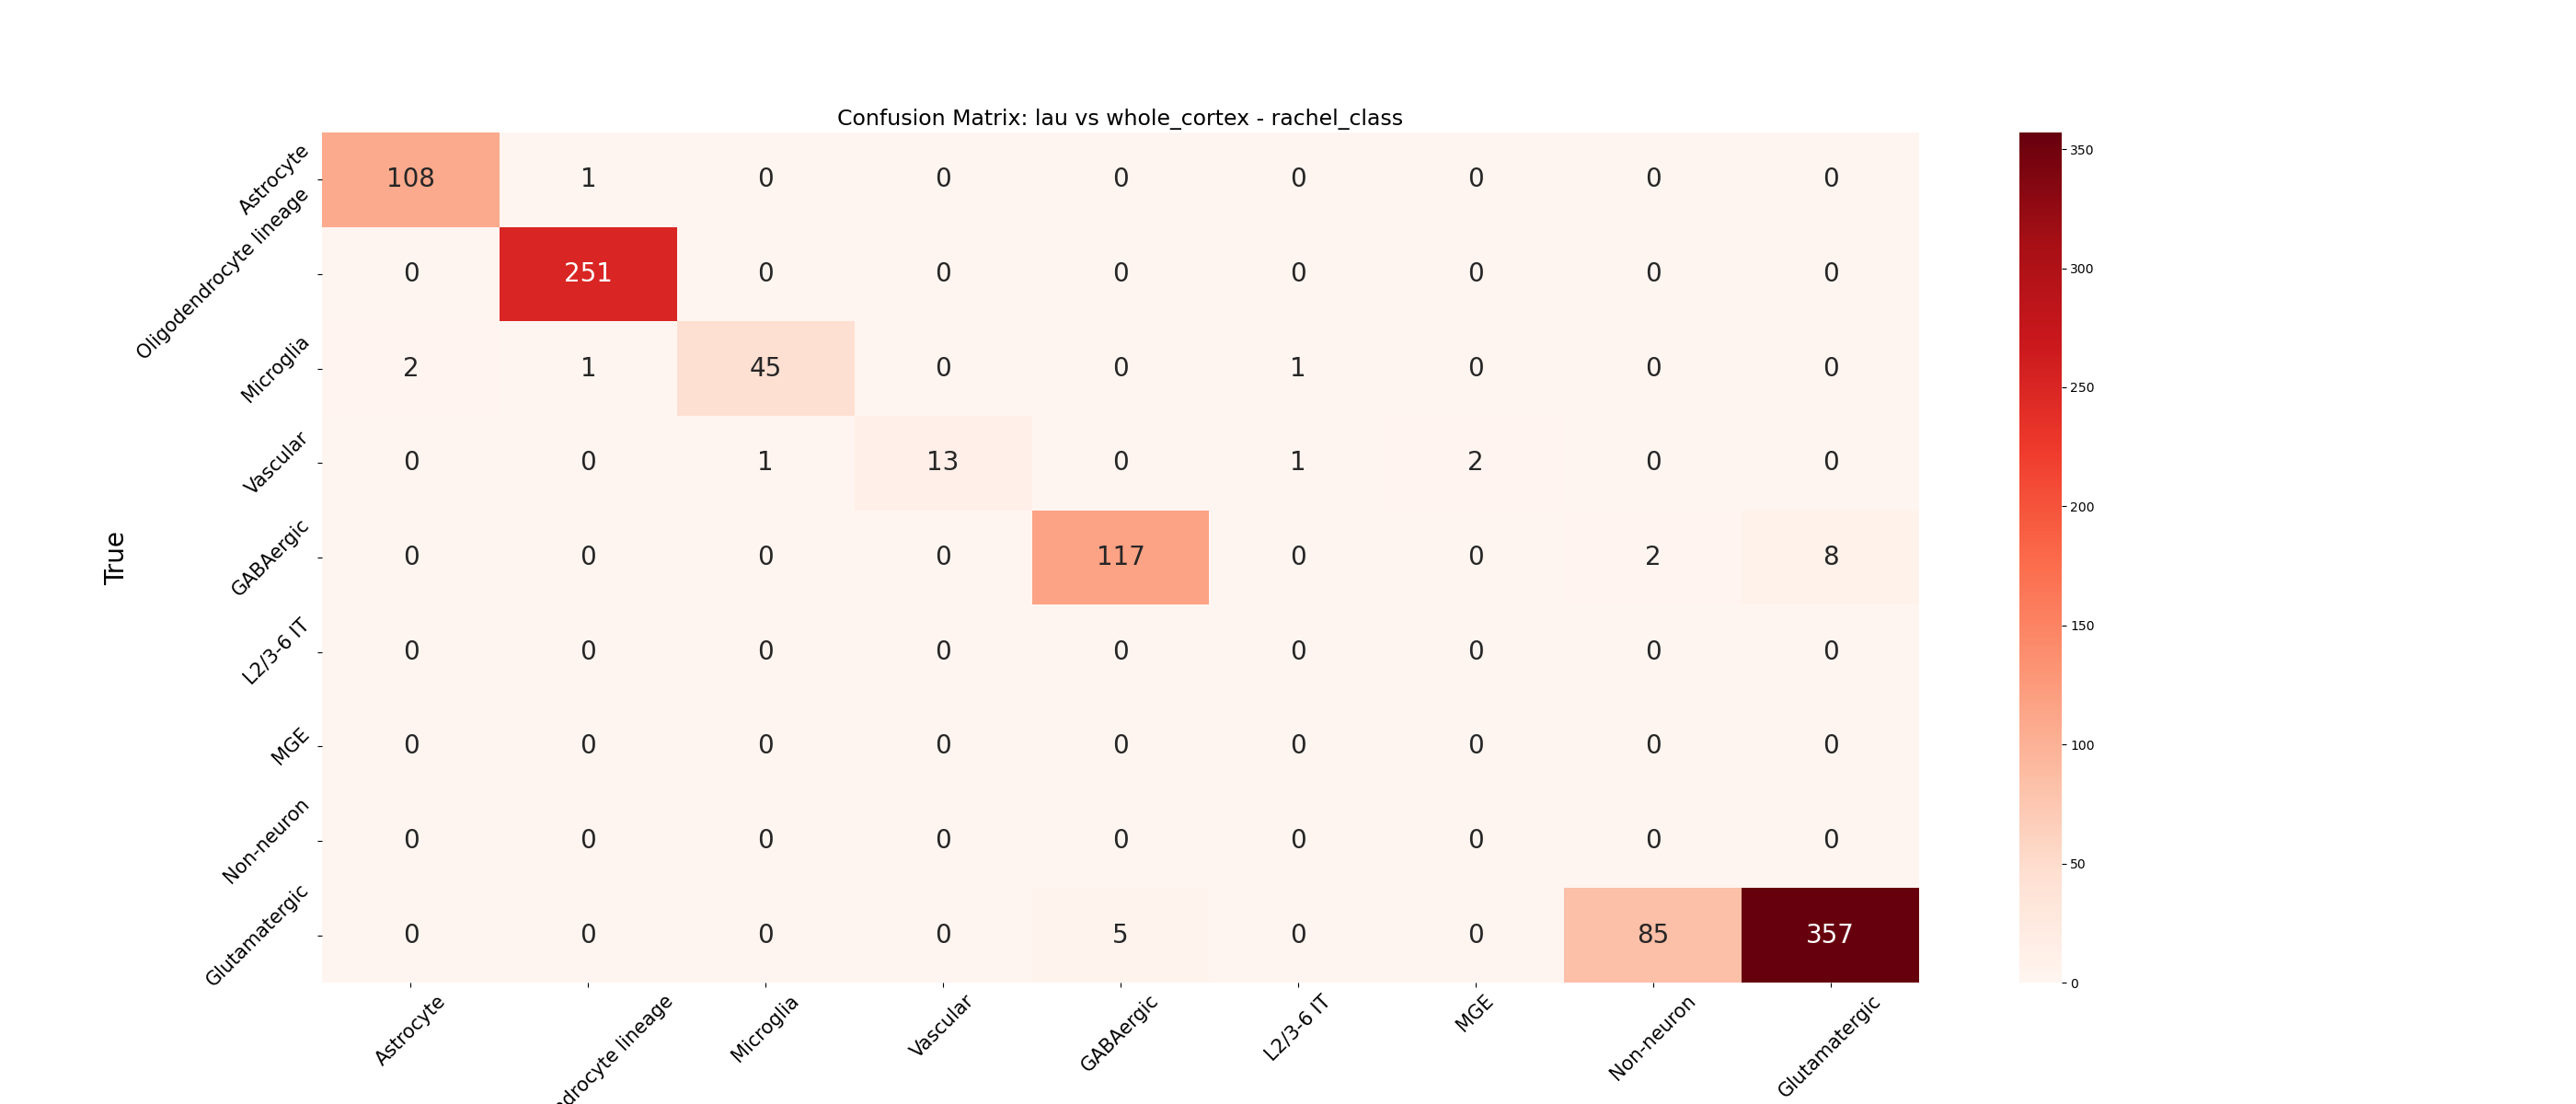 Confusion Matrix: lau vs whole_cortex - rachel_class
True
Astrocyte 108 1 0 0 0 0 0 0 0
Oligodendrocyte lineage 0 251 0 0 0 0 0 0 0
Microglia 2 1 45 0 0 1 0 0 0
Vascular 0 0 1 13 0 1 2 0 0
GABAergic 0 0 0 0 117 0 0 2 8
L2/3-6 IT 0 0 0 0 0 0 0 0 0
MGE 0 0 0 0 0 0 0 0 0
Non-neuron 0 0 0 0 0 0 0 0 0
Glutamatergic 0 0 0 0 5 0 0 85 357
Astrocyte
lineage
Microglia
Vascular
GABAergic
L2/3-6 IT
MGE
Non-neuron
Glutamatergic
350
300
250
200
150
100
50
0